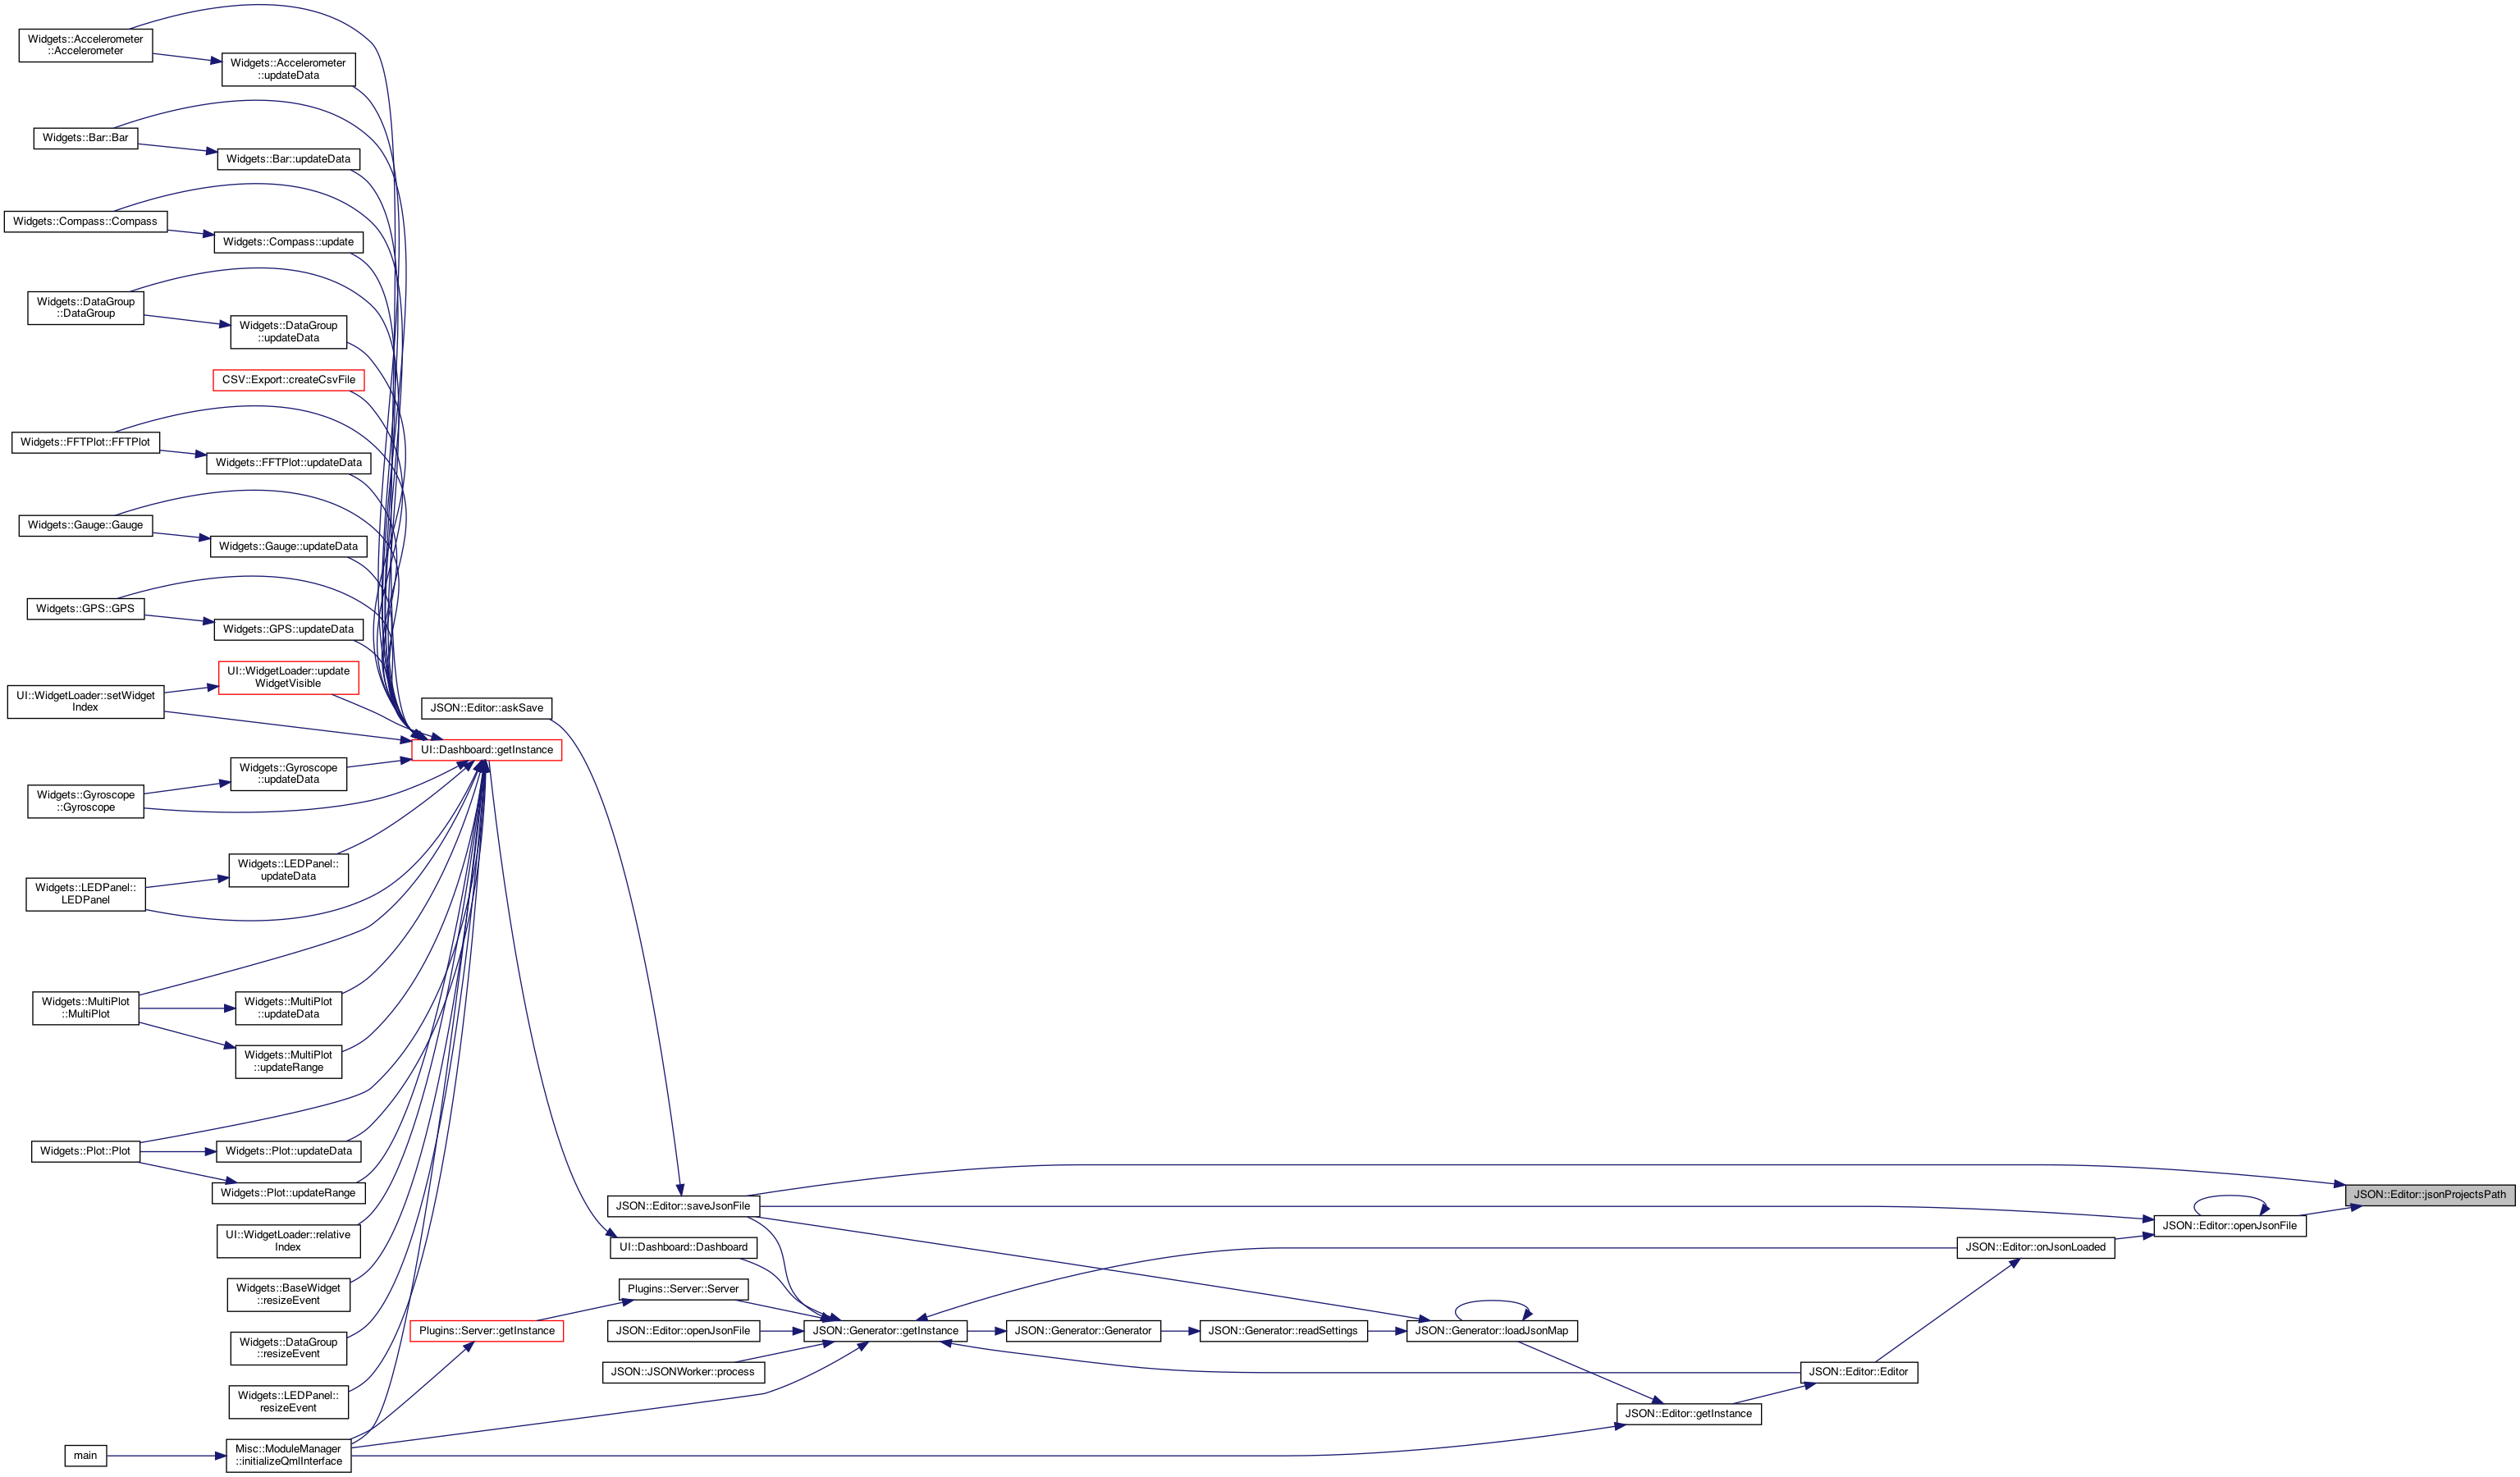 Widgets::Accelerometer
::Accelerometer
Widgets::Accelerometer
::updateData
Widgets::Bar::Bar
Widgets::Bar::updateData
Widgets::Compass::Compass
Widgets::Compass::update
Widgets::DataGroup
::DataGroup
Widgets::DataGroup
::updateData
CSV::Export::createCsvFile
Widgets::FFTPlot::FFTPlot
Widgets::FFTPlot::updateData
Widgets::Gauge::Gauge
Widgets::Gauge::updateData
Widgets::GPS::GPS
Widgets::GPS::updateData
UI::WidgetLoader::update
WidgetVisible
UI::WidgetLoader::setWidget
Index
JSON::Editor::askSave
UI::Dashboard::getInstance
Widgets::Gyroscope
::updateData
Widgets::Gyroscope
::Gyroscope
Widgets::LEDPanel::
updateData
Widgets::LEDPanel::
LEDPanel
Widgets::MultiPlot
::MultiPlot
Widgets::MultiPlot
::updateData
Widgets::MultiPlot
::updateRange
Widgets::Plot::Plot
Widgets::Plot::updateData
Widgets::Plot::updateRange
JSON::Editor::saveJsonFile
JSON::Editor::jsonProjectsPath
JSON::Editor::openJsonFile
UI::WidgetLoader::relative
Index
UI::Dashboard::Dashboard
JSON::Editor::onJsonLoaded
Widgets::BaseWidget
::resizeEvent
Plugins::Server::Server
Plugins::Server::getInstance
JSON::Editor::openJsonFile
JSON::Generator::getInstance
JSON::Generator::Generator
JSON::Generator::readSettings
JSON::Generator::loadJsonMap
Widgets::DataGroup
::resizeEvent
JSON::JSONWorker::process
JSON::Editor::Editor
Widgets::LEDPanel::
resizeEvent
JSON::Editor::getInstance
main
Misc::ModuleManager
::initializeQmlInterface